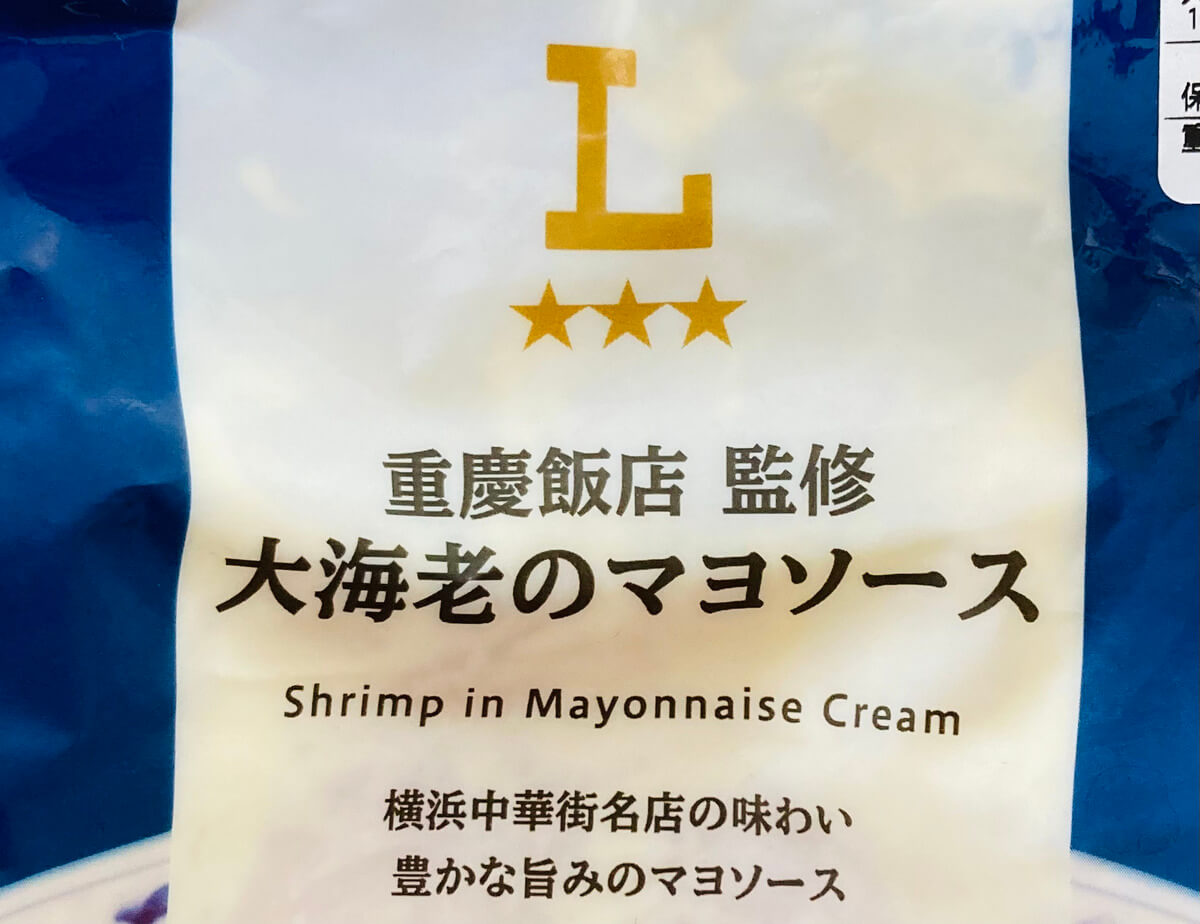 L
重慶飯店 監修
大海老のマヨソース
Shrimp in Mayonnaise Cream
横浜中華街名店の味わい
豊かな旨みのマヨソース
1
保